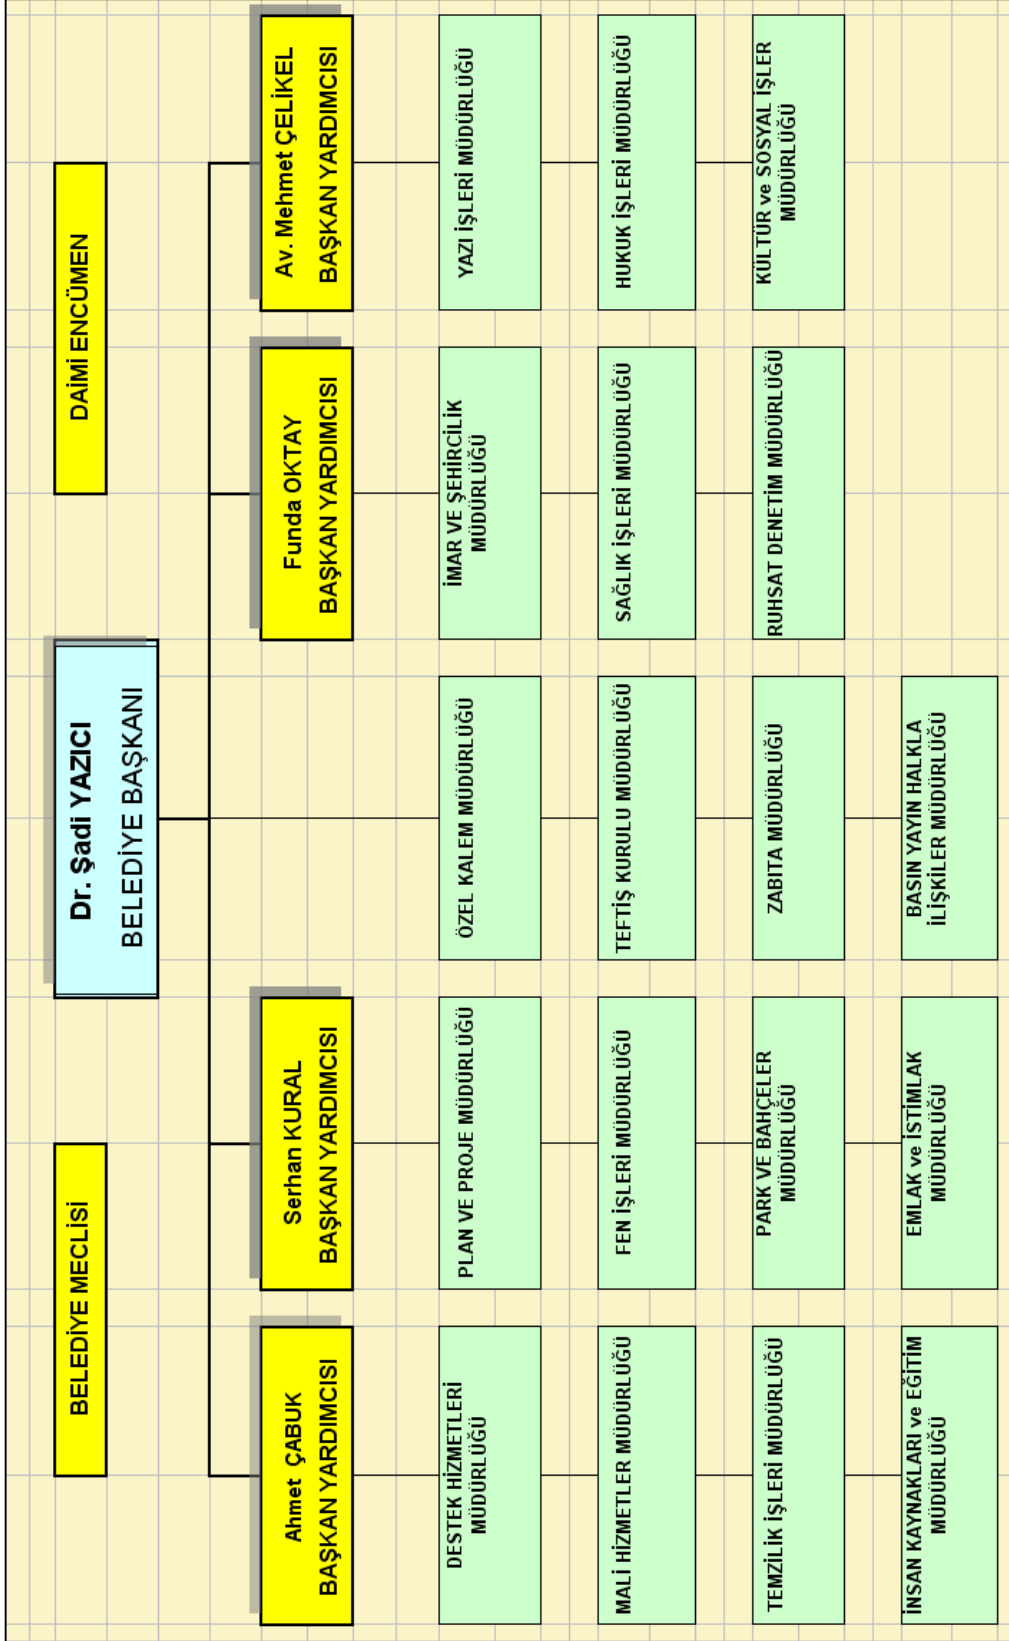 BELEDİYE MECLİSİ
Dr. Şadi YAZICI
BELEDİYE BAŞKANI
DAİMİ ENCÜMEN
Ahmet ÇABUK
BAŞKAN YARDIMCISI
Serhan KURAL
BAŞKAN YARDIMCISI
Funda OKTAY
BAŞKAN YARDIMCISI
Av. Mehmet ÇELİKEL
BAŞKAN YARDIMCISI
DESTEK HİZMETLERİ
MÜDÜRLÜĞÜ
PLAN VE PROJE MÜDÜRLÜĞÜ
ÖZEL KALEM MÜDÜRLÜĞÜ
İMAR VE ŞEHİRCİLİK
MÜDÜRLÜĞÜ
YAZI İŞLERİ MÜDÜRLÜĞÜ
MALİ HİZMETLER MÜDÜRLÜĞÜ
FEN İŞLERİ MÜDÜRLÜĞÜ
TEFTİŞ KURULU MÜDÜRLÜĞÜ
SAĞLIK İŞLERİ MÜDÜRLÜĞÜ
HUKUK İŞLERİ MÜDÜRLÜĞÜ
TEMZİLİK İŞLERİ MÜDÜRLÜĞÜ
PARK VE BAHÇELER
MÜDÜRLÜĞÜ
ZABITA MÜDÜRLÜĞÜ
RUHSAT DENETİM MÜDÜRLÜĞÜ
KÜLTÜR ve SOSYAL İŞLER
MÜDÜRLÜĞÜ
İNSAN KAYNAKLARI ve EĞİTİM
MÜDÜRLÜĞÜ
EMLAK ve İSTİMLAK
MÜDÜRLÜĞÜ
BASIN YAYIN HALKLA
İLİŞKİLER MÜDÜRLÜĞÜ